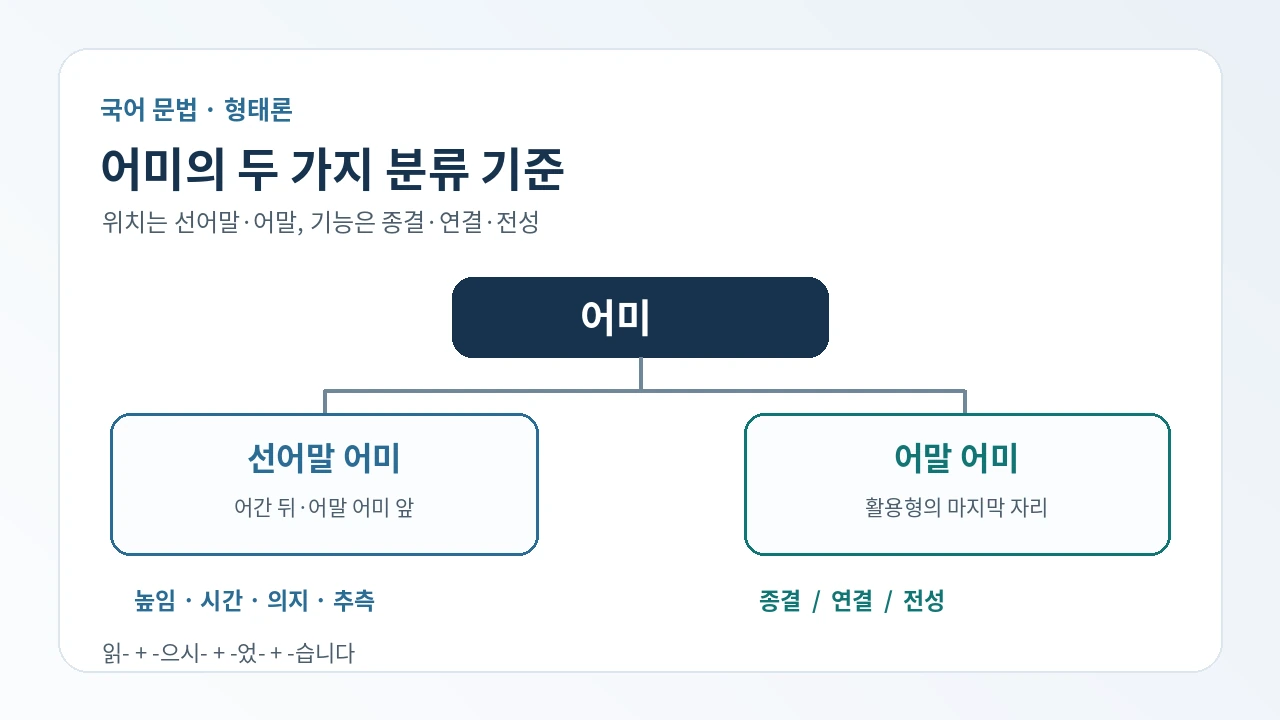 국어 문법 · 형태론
어미의 두 가지 분류 기준
위치는 선어말·어말, 기능은 종결·연결·전성
어미
선어말 어미
어간 뒤·어말 어미 앞
어말 어미
활용형의 마지막 자리
높임 · 시간 · 의지 · 추측
종결 / 연결 / 전성
읽- + -으시- + -었- + -습니다